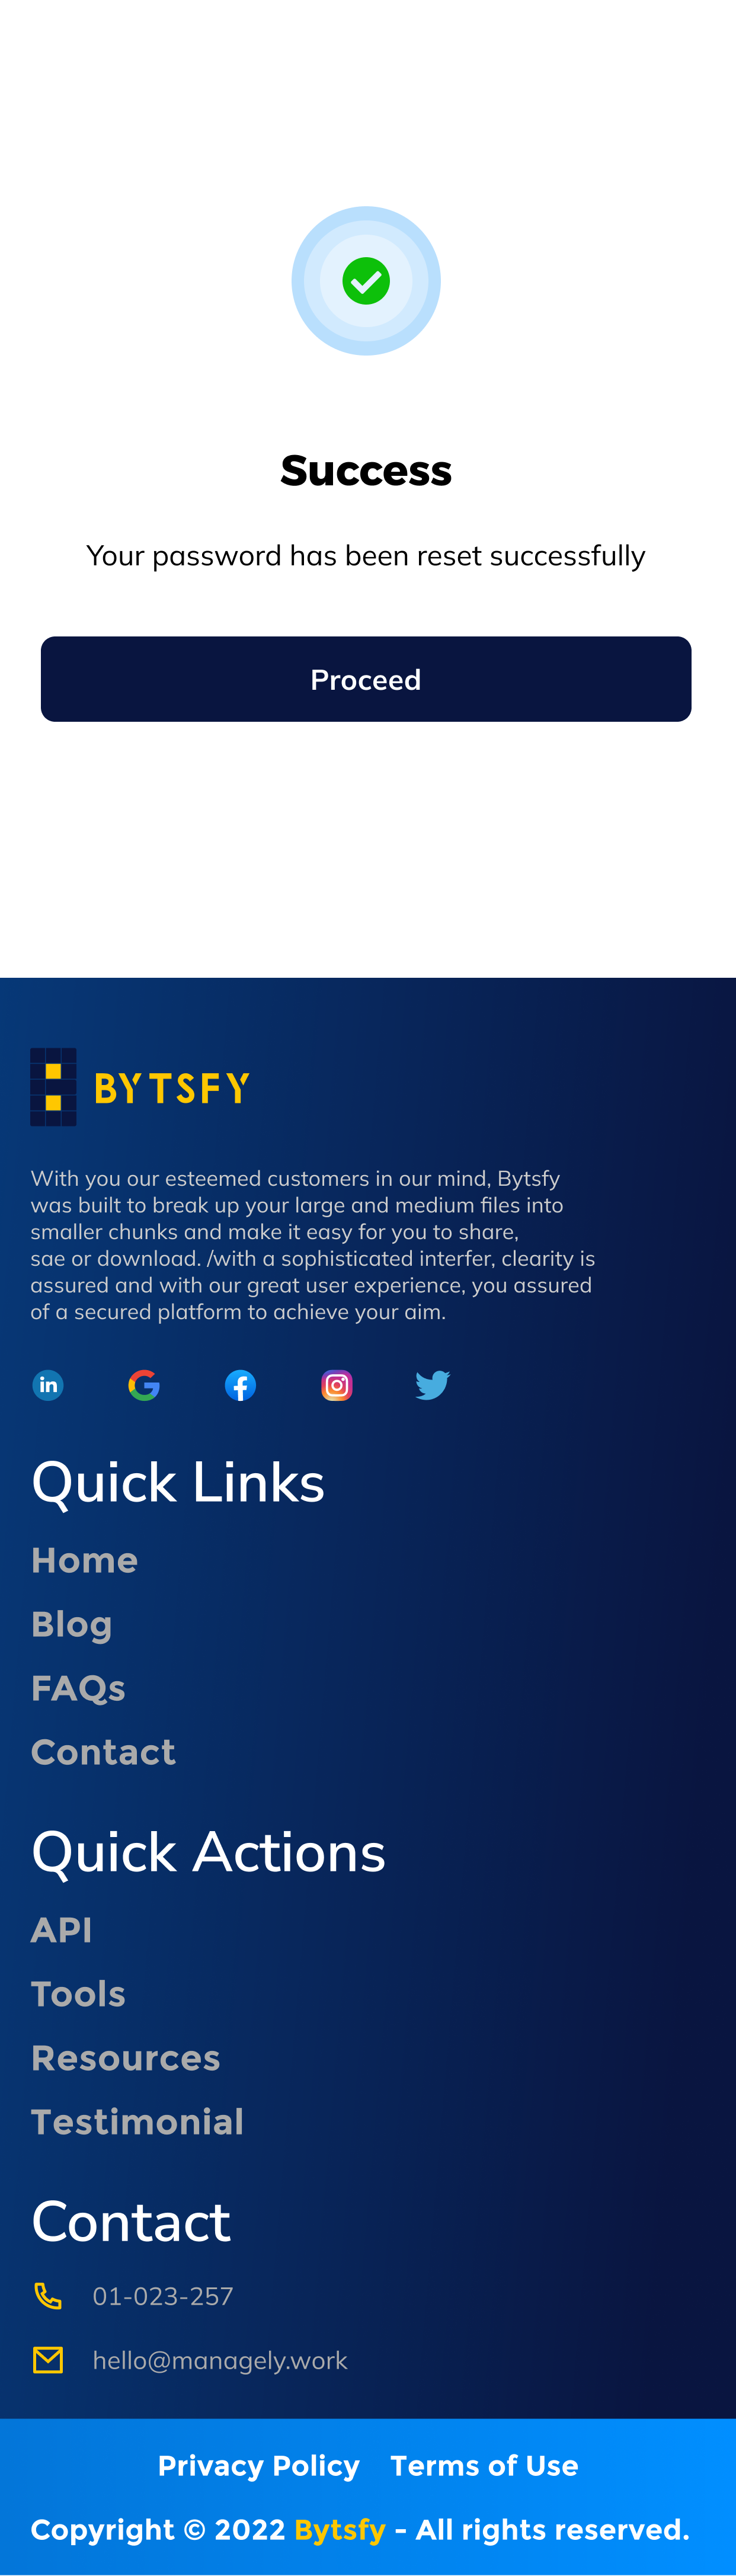 Success
Your password has been reset successfully
Proceed
BYTSFY
With you our esteemed customers in our mind, Bytsfy
was built to break up your large and medium files into
smaller chunks and make it easy for you to share,
sae or download. /with a sophisticated interfer, clearity is
assured and with our great user experience, you assured
of a secured platform to achieve your aim.
in
Quick Links
Home
Blog
FAQs
Contact
Quick Actions
API
Tools
Resources
Testimonial
Contact
01-023-257
hello@managely.work
Privacy Policy Terms of Use
Copyright © 2022 Bytsfy - All rights reserved.